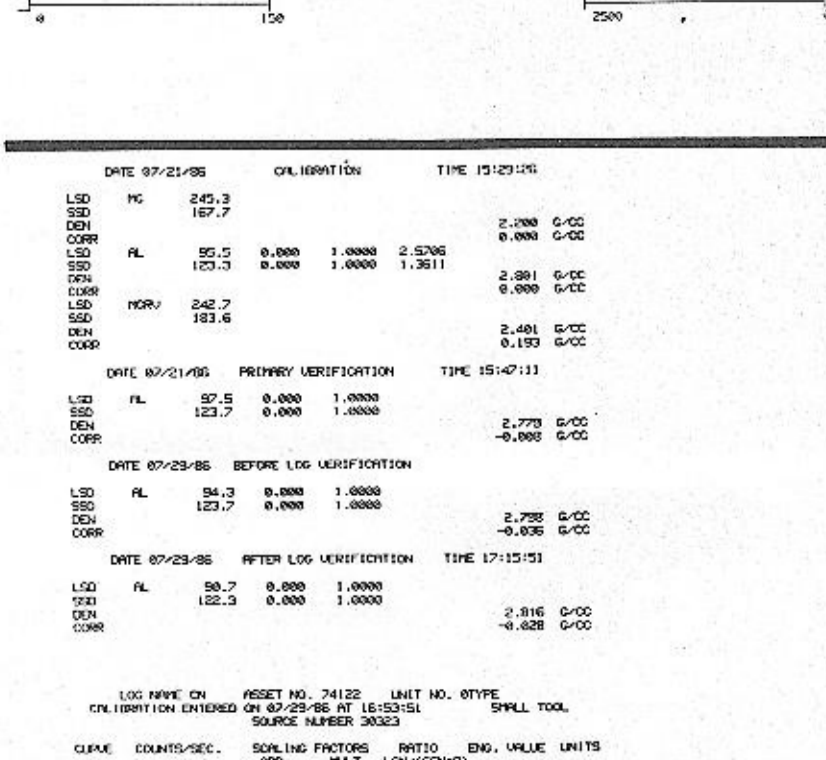 0 150 2500
DATE 07/21/86 CALIBRATION TIME 15:29:26
LSD MG 245.3
SSD 167.7
DEN 2.200 G/CC
CORR 0.000 G/CC
LSD AL 95.5 0.000 1.0000 2.5706
SSD 123.3 0.000 1.0000 1.3611
DEN 2.801 G/CC
CORR 0.000 G/CC
LSD 242.7
SSD 183.6
DEN 2.401 G/CC
CORR 0.193 G/CC
DATE 07/21/86 PRIMARY VERIFICATION TIME 15:47:11
LSD AL 97.5 0.000 1.0000
SSD 123.7 0.000 1.0000
DEN G/CC
CORR G/CC
DATE 07/29/86 BEFORE LOG VERIFICATION
LSD AL 94.3 0.000 1.0000
SSD 123.7 0.000 1.0000
DEN 2.798 G/CC
CORR -0.036 G/CC
DATE 07/29/86 AFTER LOG VERIFICATION TIME 17:15:51
LSD AL 90.7 0.000 1.0000
SSD 122.3 0.000 1.0000
DEN 2.816 G/CC
CORR -0.028 G/CC
LOG NAME CN ASSET NO. 74122 UNIT NO. 0TYPE
CALIBRATION ENTERED ON 07/29/86 AT 16:53:51 SMALL TOOL
SOURCE NUMBER 30323
CURVE COUNTS/SEC. SCALING FACTORS RATIO ENG. VALUE UNITS